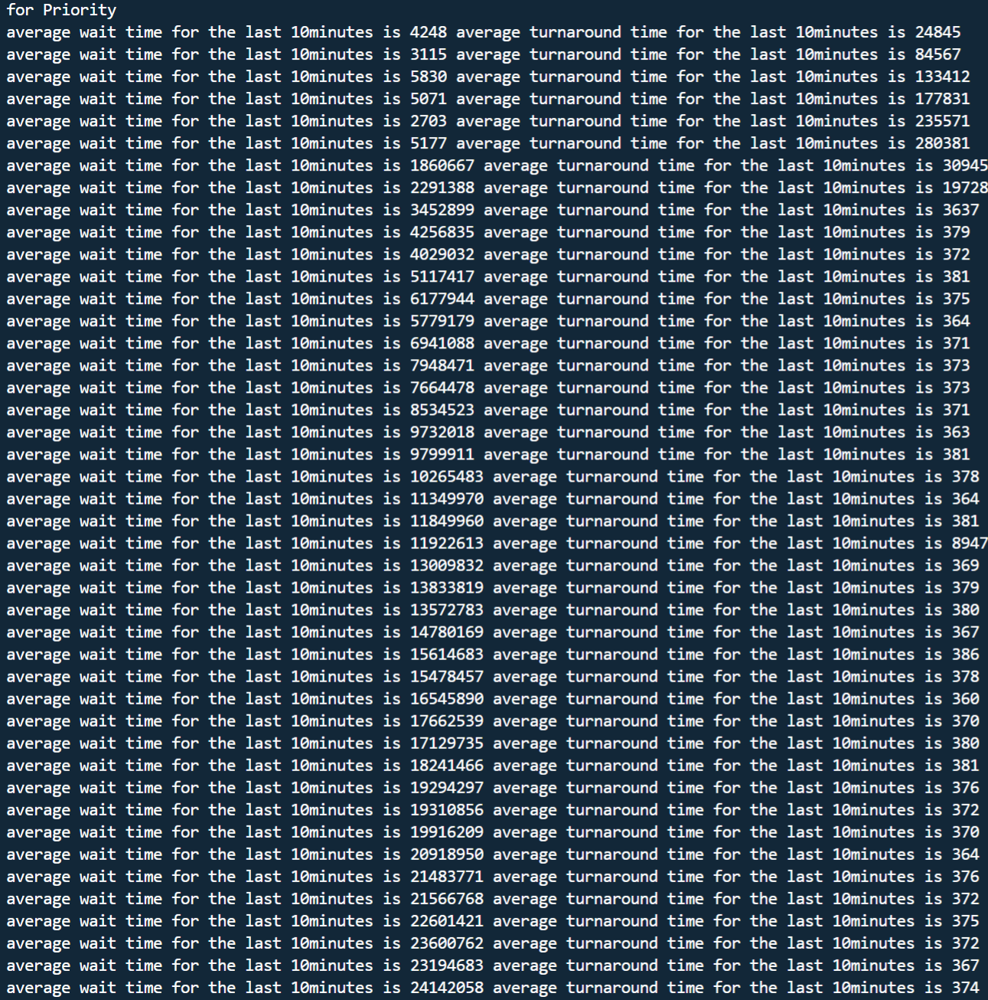 for Priority
average wait time for the last 10minutes is 4248 average turnaround time for the last 10minutes is 24845
average wait time for the last 10minutes is 3115 average turnaround time for the last 10minutes is 84567
average wait time for the last 10minutes is 5830 average turnaround time for the last 10minutes is 133412
average wait time for the last 10minutes is 5071 average turnaround time for the last 10minutes is 177831
average wait time for the last 10minutes is 2703 average turnaround time for the last 10minutes is 235571
average wait time for the last 10minutes is 5177 average turnaround time for the last 10minutes is 280381
average wait time for the last 10minutes is 1860667 average turnaround time for the last 10minutes is 30945
average wait time for the last 10minutes is 2291388 average turnaround time for the last 10minutes is 19728
average wait time for the last 10minutes is 3452899 average turnaround time for the last 10minutes is 3637
average wait time for the last 10minutes is 4256835 average turnaround time for the last 10minutes is 379
average wait time for the last 10minutes is 4029032 average turnaround time for the last 10minutes is 372
average wait time for the last 10minutes is 5117417 average turnaround time for the last 10minutes is 381
average wait time for the last 10minutes is 6177944 average turnaround time for the last 10minutes is 375
average wait time for the last 10minutes is 5779179 average turnaround time for the last 10minutes is 364
average wait time for the last 10minutes is 6941088 average turnaround time for the last 10minutes is 371
average wait time for the last 10minutes is 7948471 average turnaround time for the last 10minutes is 373
average wait time for the last 10minutes is 7664478 average turnaround time for the last 10minutes is 373
average wait time for the last 10minutes is 8534523 average turnaround time for the last 10minutes is 371
average wait time for the last 10minutes is 9732018 average turnaround time for the last 10minutes is 363
average wait time for the last 10minutes is 9799911 average turnaround time for the last 10minutes is 381
average wait time for the last 10minutes is 10265483 average turnaround time for the last 10minutes is 378
average wait time for the last 10minutes is 11349970 average turnaround time for the last 10minutes is 364
average wait time for the last 10minutes is 11849960 average turnaround time for the last 10minutes is 381
average wait time for the last 10minutes is 11922613 average turnaround time for the last 10minutes is 8947
average wait time for the last 10minutes is 13009832 average turnaround time for the last 10minutes is 369
average wait time for the last 10minutes is 13833819 average turnaround time for the last 10minutes is 379
average wait time for the last 10minutes is 13572783 average turnaround time for the last 10minutes is 380
average wait time for the last 10minutes is 14780169 average turnaround time for the last 10minutes is 367
average wait time for the last 10minutes is 15614683 average turnaround time for the last 10minutes is 386
average wait time for the last 10minutes is 15478457 average turnaround time for the last 10minutes is 378
average wait time for the last 10minutes is 16545890 average turnaround time for the last 10minutes is 360
average wait time for the last 10minutes is 17662539 average turnaround time for the last 10minutes is 370
average wait time for the last 10minutes is 17129735 average turnaround time for the last 10minutes is 380
average wait time for the last 10minutes is 18241466 average turnaround time for the last 10minutes is 381
average wait time for the last 10minutes is 19294297 average turnaround time for the last 10minutes is 376
average wait time for the last 10minutes is 19310856 average turnaround time for the last 10minutes is 372
average wait time for the last 10minutes is 19916209 average turnaround time for the last 10minutes is 370
average wait time for the last 10minutes is 20918950 average turnaround time for the last 10minutes is 364
average wait time for the last 10minutes is 21483771 average turnaround time for the last 10minutes is 376
average wait time for the last 10minutes is 21566768 average turnaround time for the last 10minutes is 372
average wait time for the last 10minutes is 22601421 average turnaround time for the last 10minutes is 375
average wait time for the last 10minutes is 23600762 average turnaround time for the last 10minutes is 372
average wait time for the last 10minutes is 23194683 average turnaround time for the last 10minutes is 367
average wait time for the last 10minutes is 24142058 average turnaround time for the last 10minutes is 374